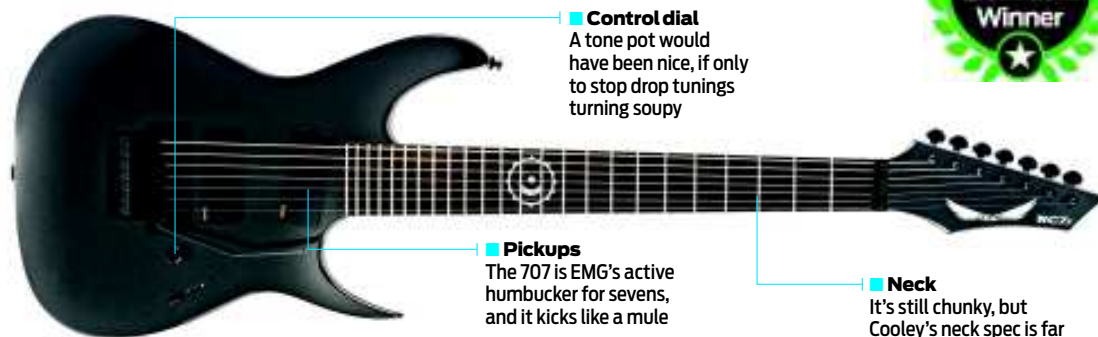 Winner
Control dial
A tone pot would
have been nice, if only
to stop drop tunings
turning soupy
Pickups
The 707 is EMG's active
humbucker for sevens,
and it kicks like a mule
Neck
It's still chunky, but
Cooley's neck spec is far